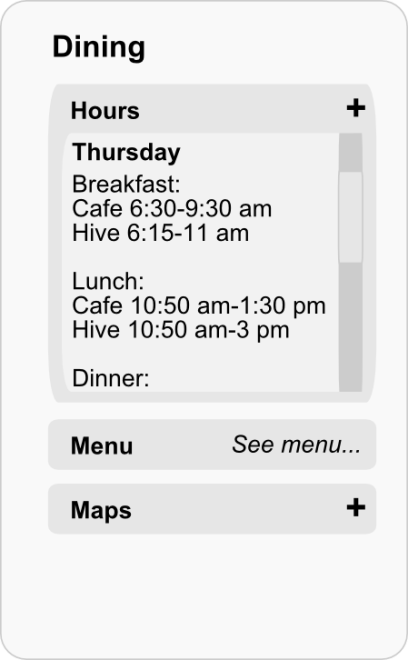 Dining
Hours +
Thursday
Breakfast:
Cafe 6:30-9:30 am
Hive 6:15-11 am
Lunch:
Cafe 10:50 am-1:30 pm
Hive 10:50 am-3 pm
Dinner:
Menu See menu...
Maps +